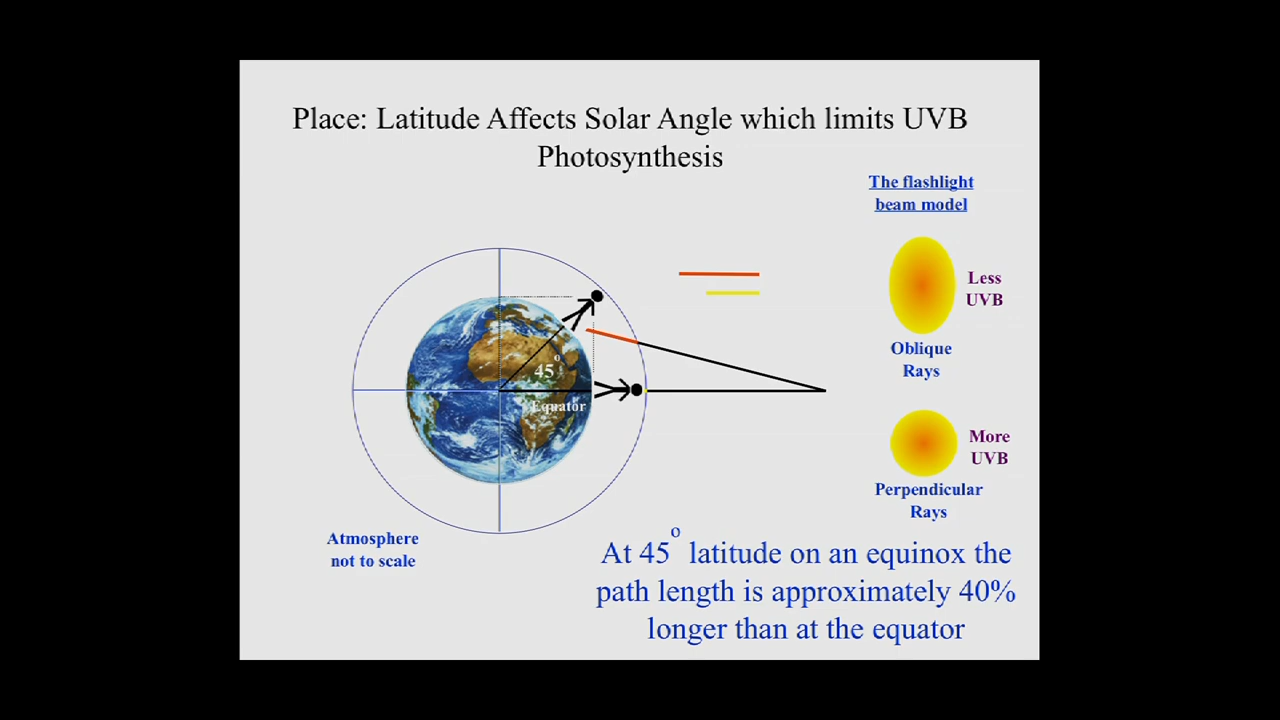 Place: Latitude Affects Solar Angle which limits UVB
Photosynthesis
The flashlight
beam model
Less
UVB
Oblique
Rays
45°
Equator
More
UVB
Perpendicular
Rays
Atmosphere
not to scale
At 45° latitude on an equinox the
path length is approximately 40%
longer than at the equator